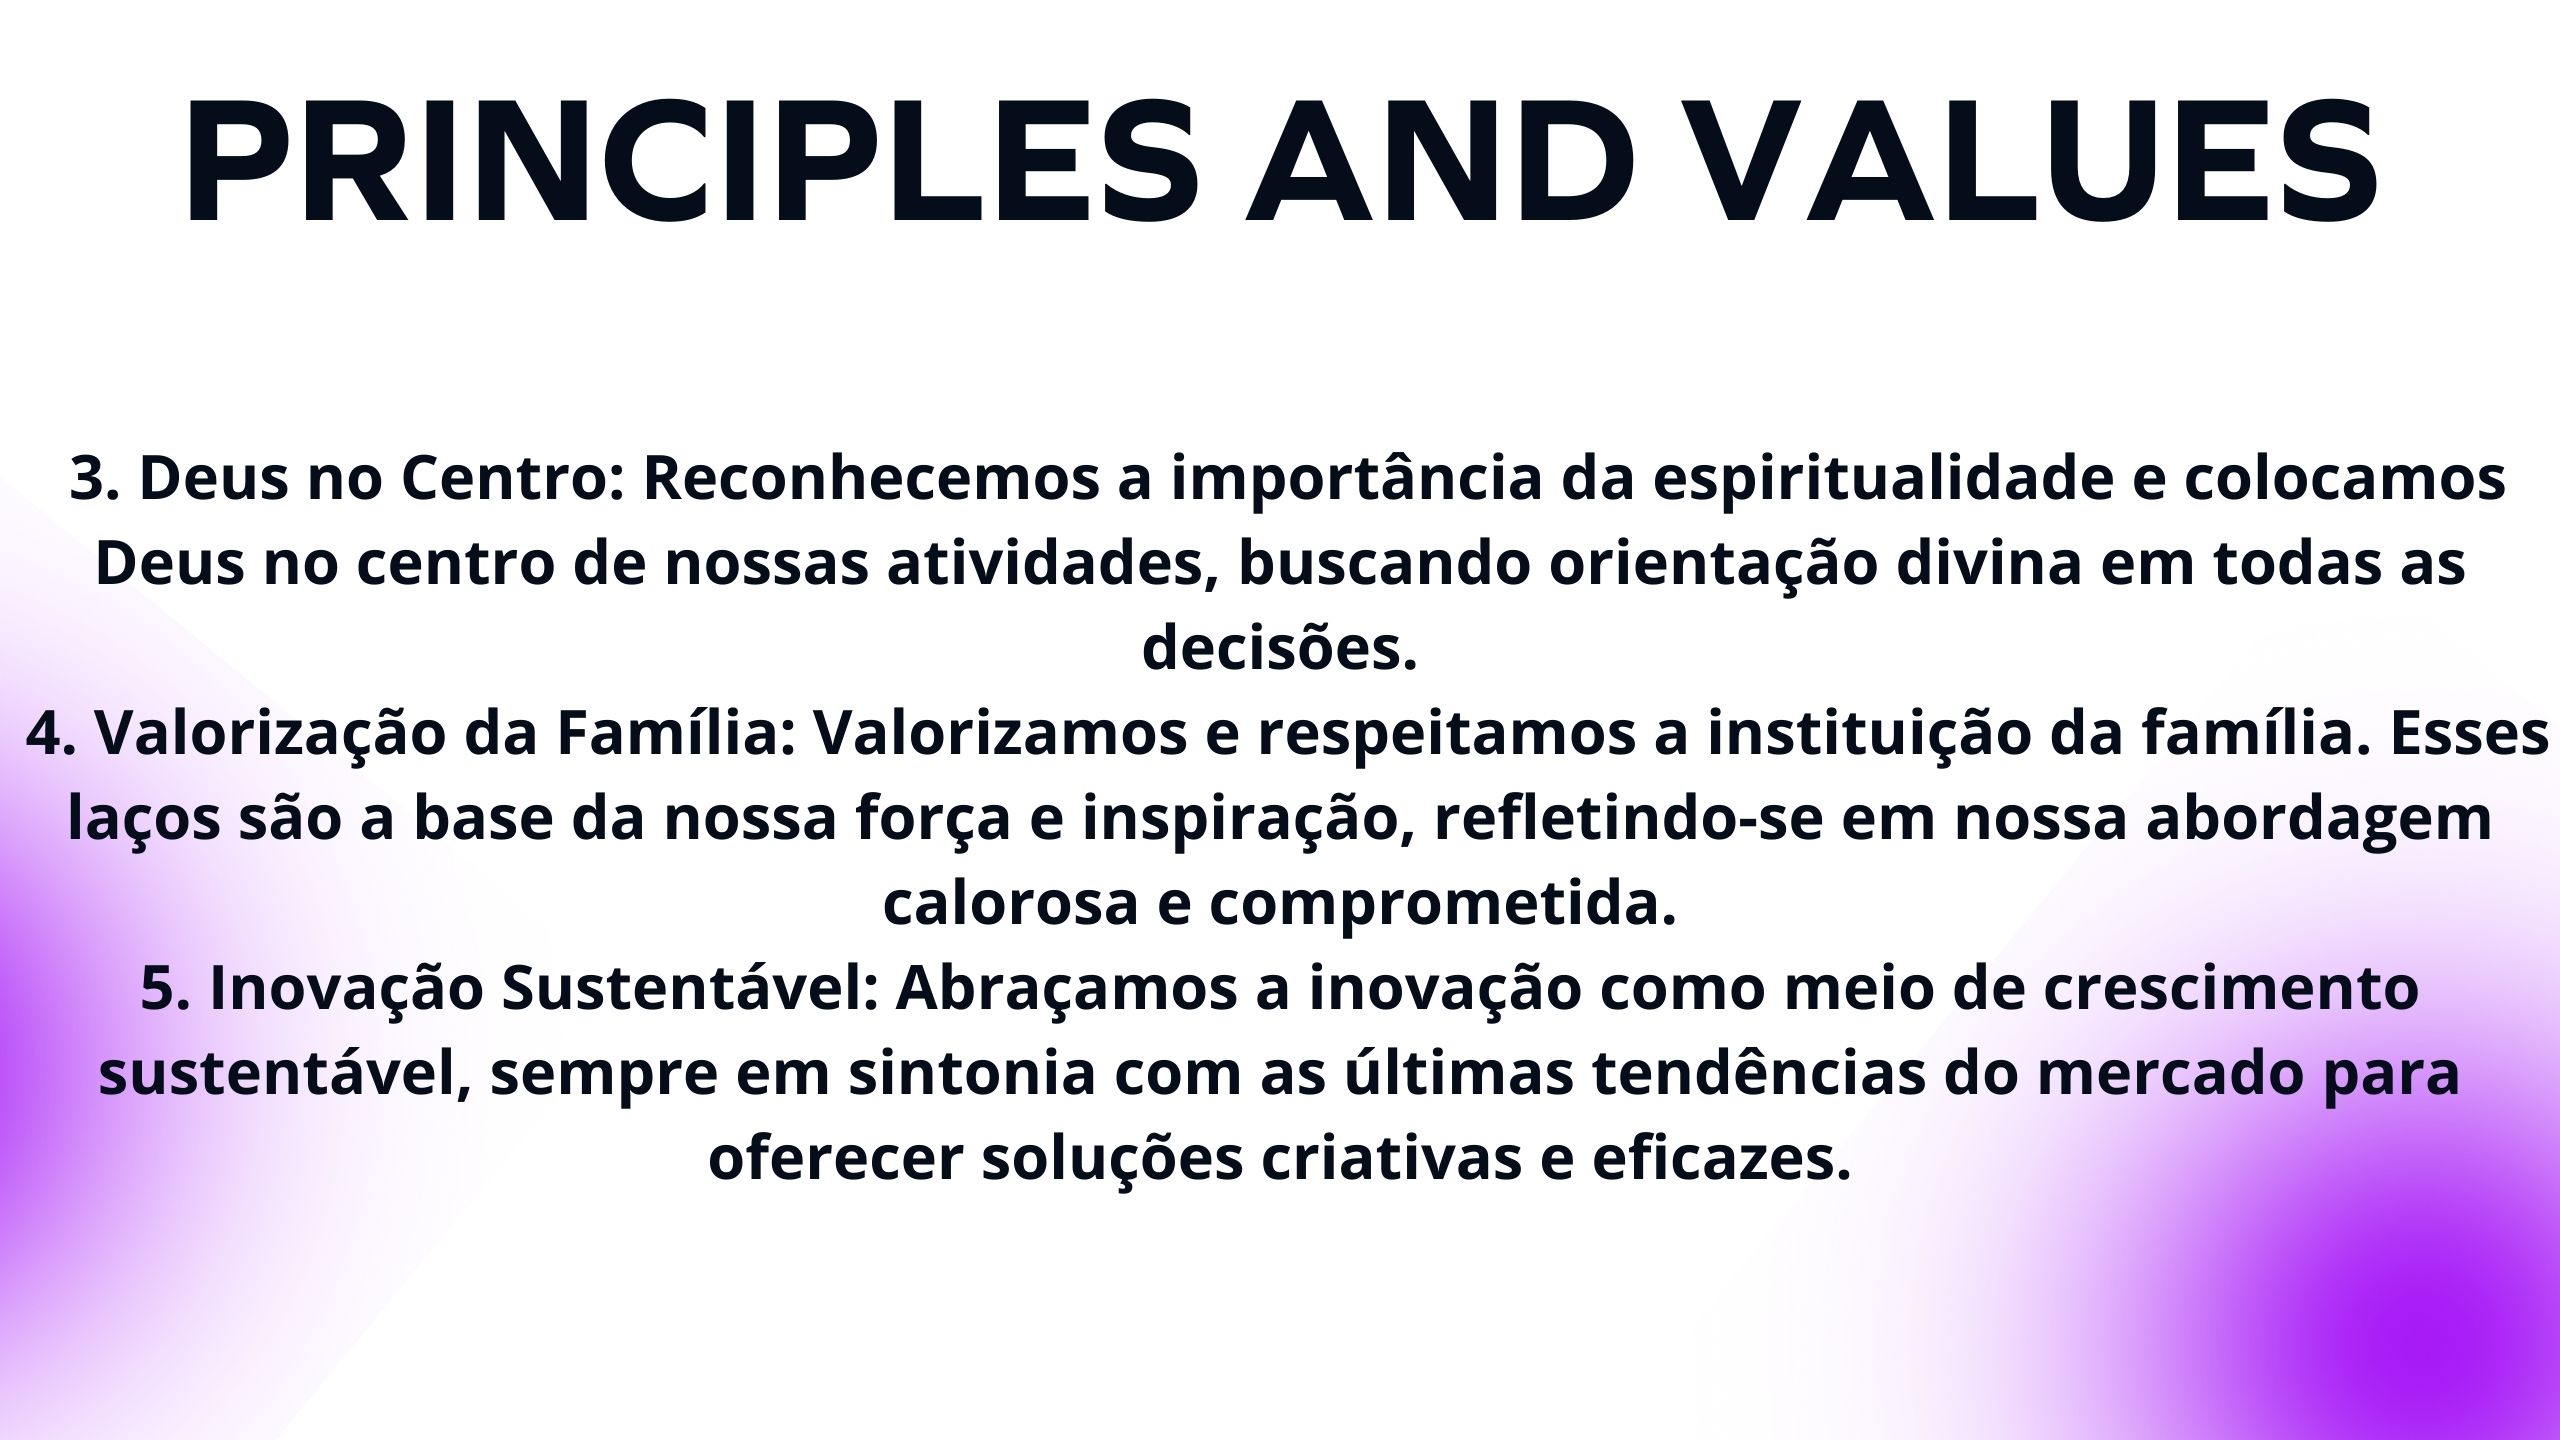 PRINCIPLES AND VALUES
3. Deus no Centro: Reconhecemos a importância da espiritualidade e colocamos
Deus no centro de nossas atividades, buscando orientação divina em todas as
decisões.
4. Valorização da Família: Valorizamos e respeitamos a instituição da família. Esses
laços são a base da nossa força e inspiração, refletindo-se em nossa abordagem
calorosa e comprometida.
5. Inovação Sustentável: Abraçamos a inovação como meio de crescimento
sustentável, sempre em sintonia com as últimas tendências do mercado para
oferecer soluções criativas e eficazes.